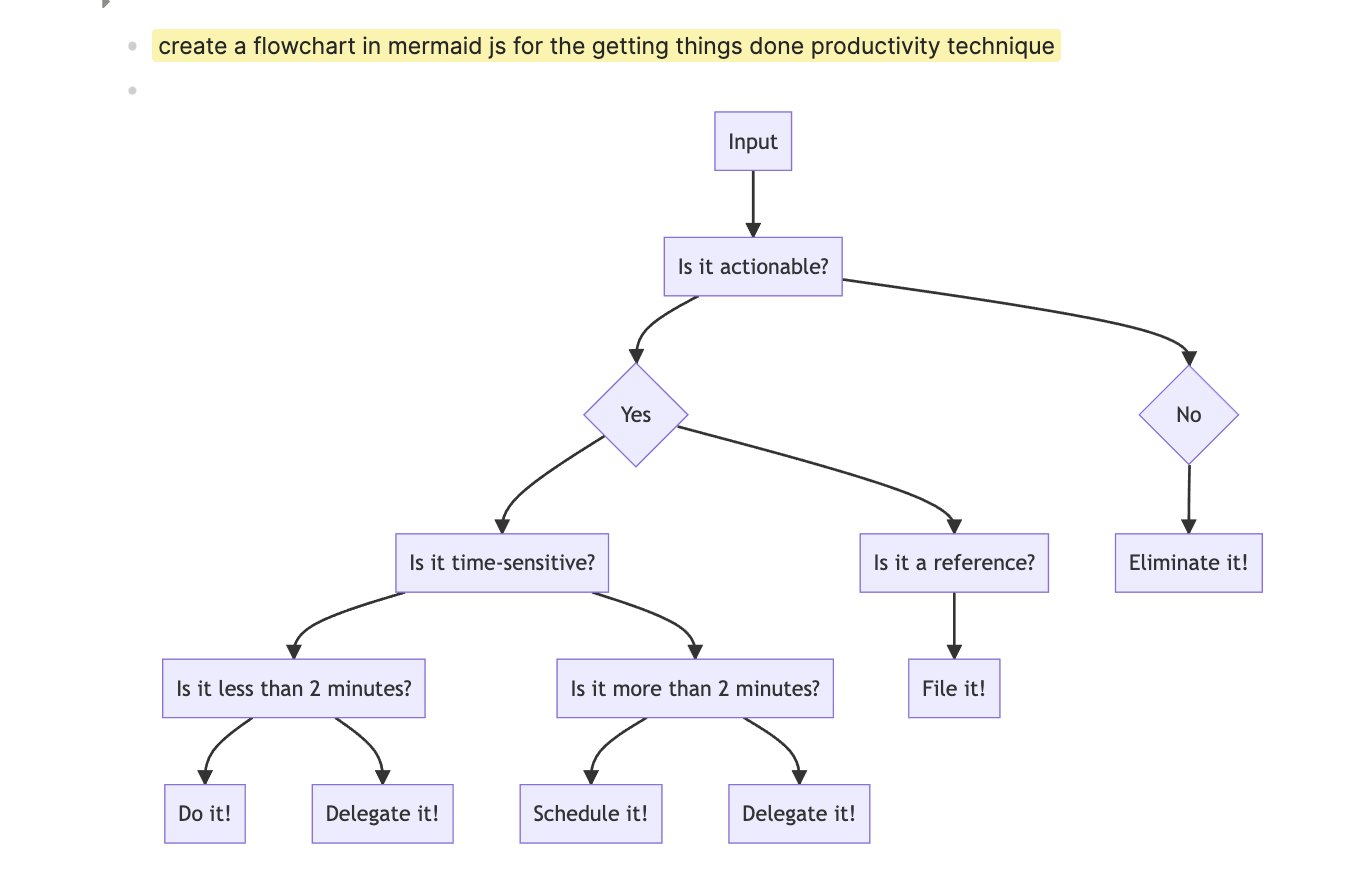 create a flowchart in mermaid js for the getting things done productivity technique
Input
Is it actionable?
Yes
No
Is it time-sensitive?
Is it a reference?
Eliminate it!
Is it less than 2 minutes?
Is it more than 2 minutes?
File it!
Do it!
Delegate it!
Schedule it!
Delegate it!